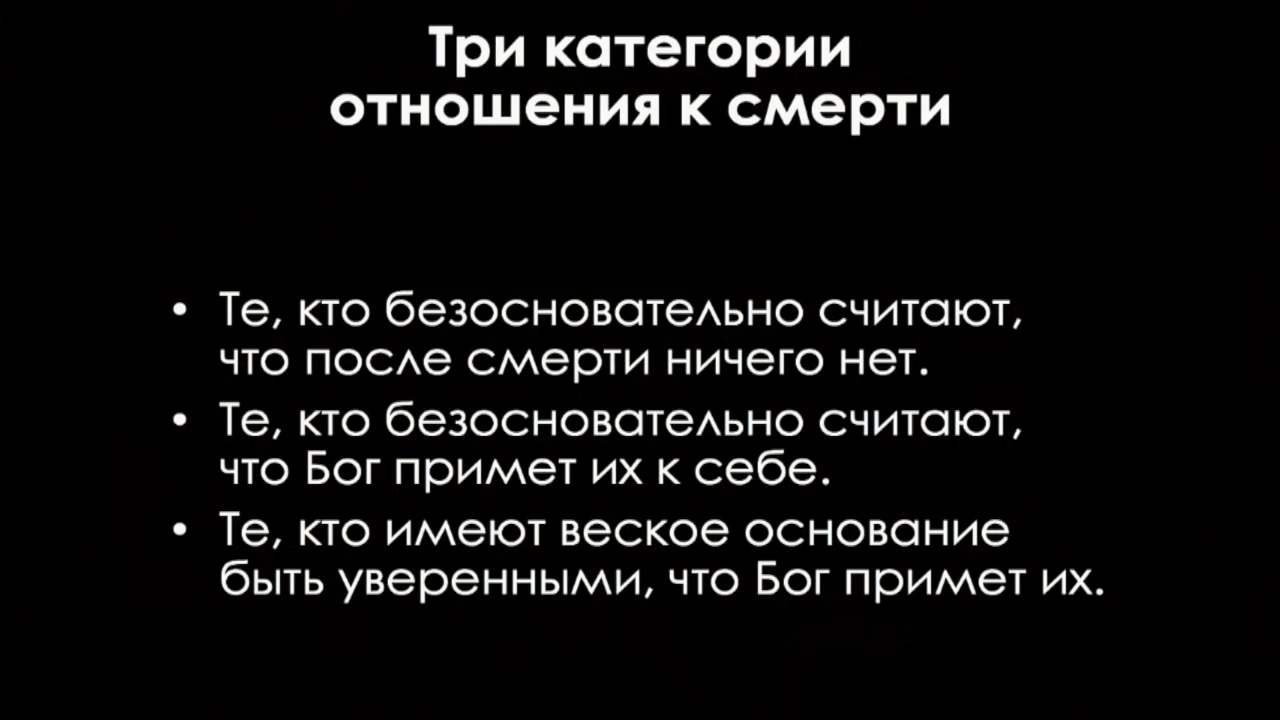 Три категории
отношения к смерти
• Те, кто безосновательно считают,
что после смерти ничего нет.
• Те, кто безосновательно считают,
что Бог примет их к себе.
• Те, кто имеют веское основание
быть уверенными, что Бог примет их.